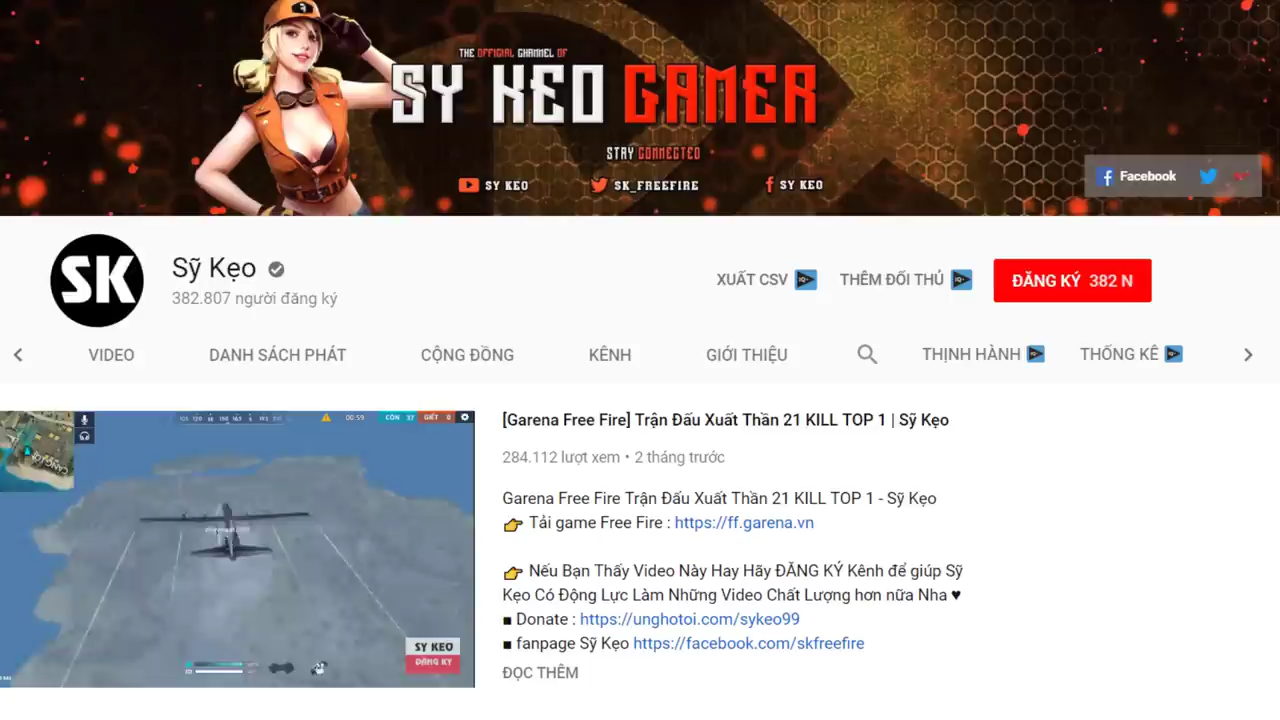 THE OFFICIAL CHANNEL OF
SY KEO GAMER
STAY CONNECTED
SY KEO
SK_FREEFIRE
SY KEO
Facebook
SK
Sỹ Kẹo
382.807 người đăng ký
XUẤT CSV
THÊM ĐỐI THỦ
ĐĂNG KÝ 382 N
VIDEO
DANH SÁCH PHÁT
CỘNG ĐỒNG
KÊNH
GIỚI THIỆU
THỊNH HÀNH
THỐNG KÊ
00:59
CÒN 37
GIẾT 0
SY KEO
ĐĂNG KÝ
[Garena Free Fire] Trận Đấu Xuất Thần 21 KILL TOP 1 | Sỹ Kẹo
284.112 lượt xem • 2 tháng trước
Garena Free Fire Trận Đấu Xuất Thần 21 KILL TOP 1 - Sỹ Kẹo
👉 Tải game Free Fire : https://ff.garena.vn
👉 Nếu Bạn Thấy Video Này Hay Hãy ĐĂNG KÝ Kênh để giúp Sỹ
Kẹo Có Động Lực Làm Những Video Chất Lượng hơn nữa Nha ♥
■ Donate : https://unghotoi.com/sykeo99
■ fanpage Sỹ Kẹo https://facebook.com/skfreefire
ĐỌC THÊM